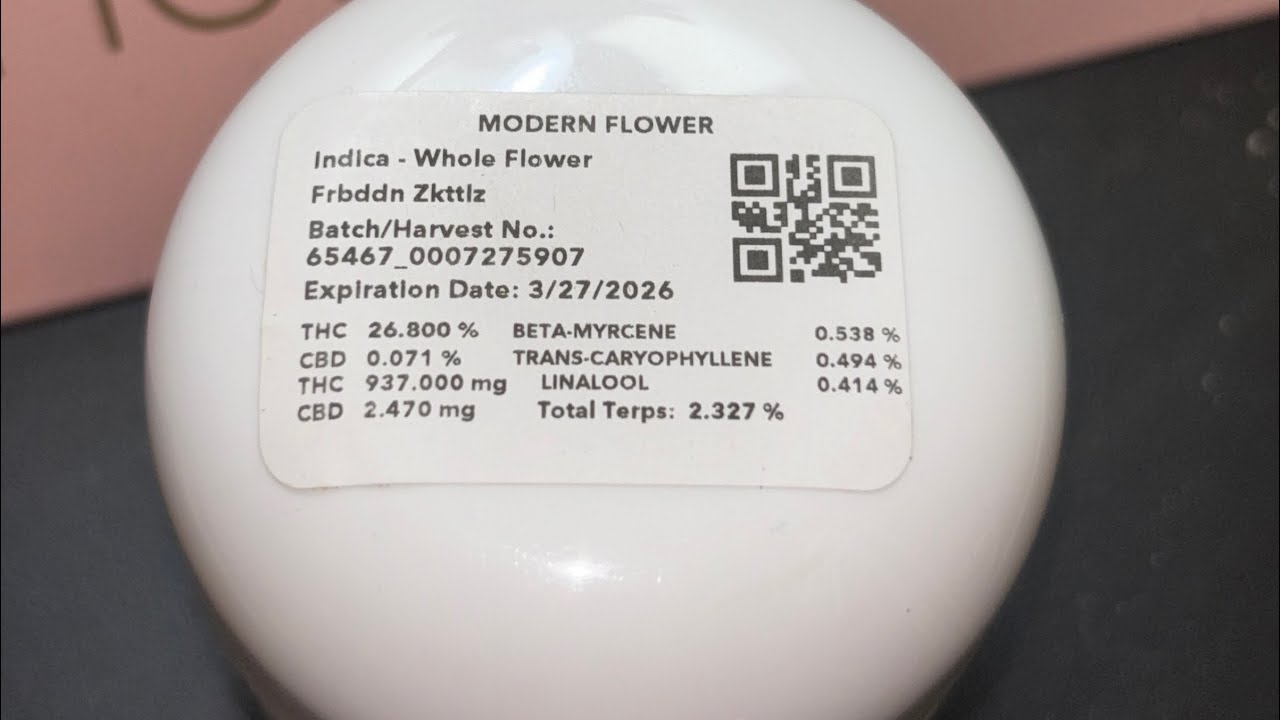 MODERN FLOWER
Indica - Whole Flower
Frbddn Zkttlz
Batch/Harvest No.:
65467_0007275907
Expiration Date: 3/27/2026
THC 26.800 % BETA-MYRCENE 0.538 %
CBD 0.071 % TRANS-CARYOPHYLLENE 0.494 %
THC 937.000 mg LINALOOL 0.414 %
CBD 2.470 mg Total Terps: 2.327 %